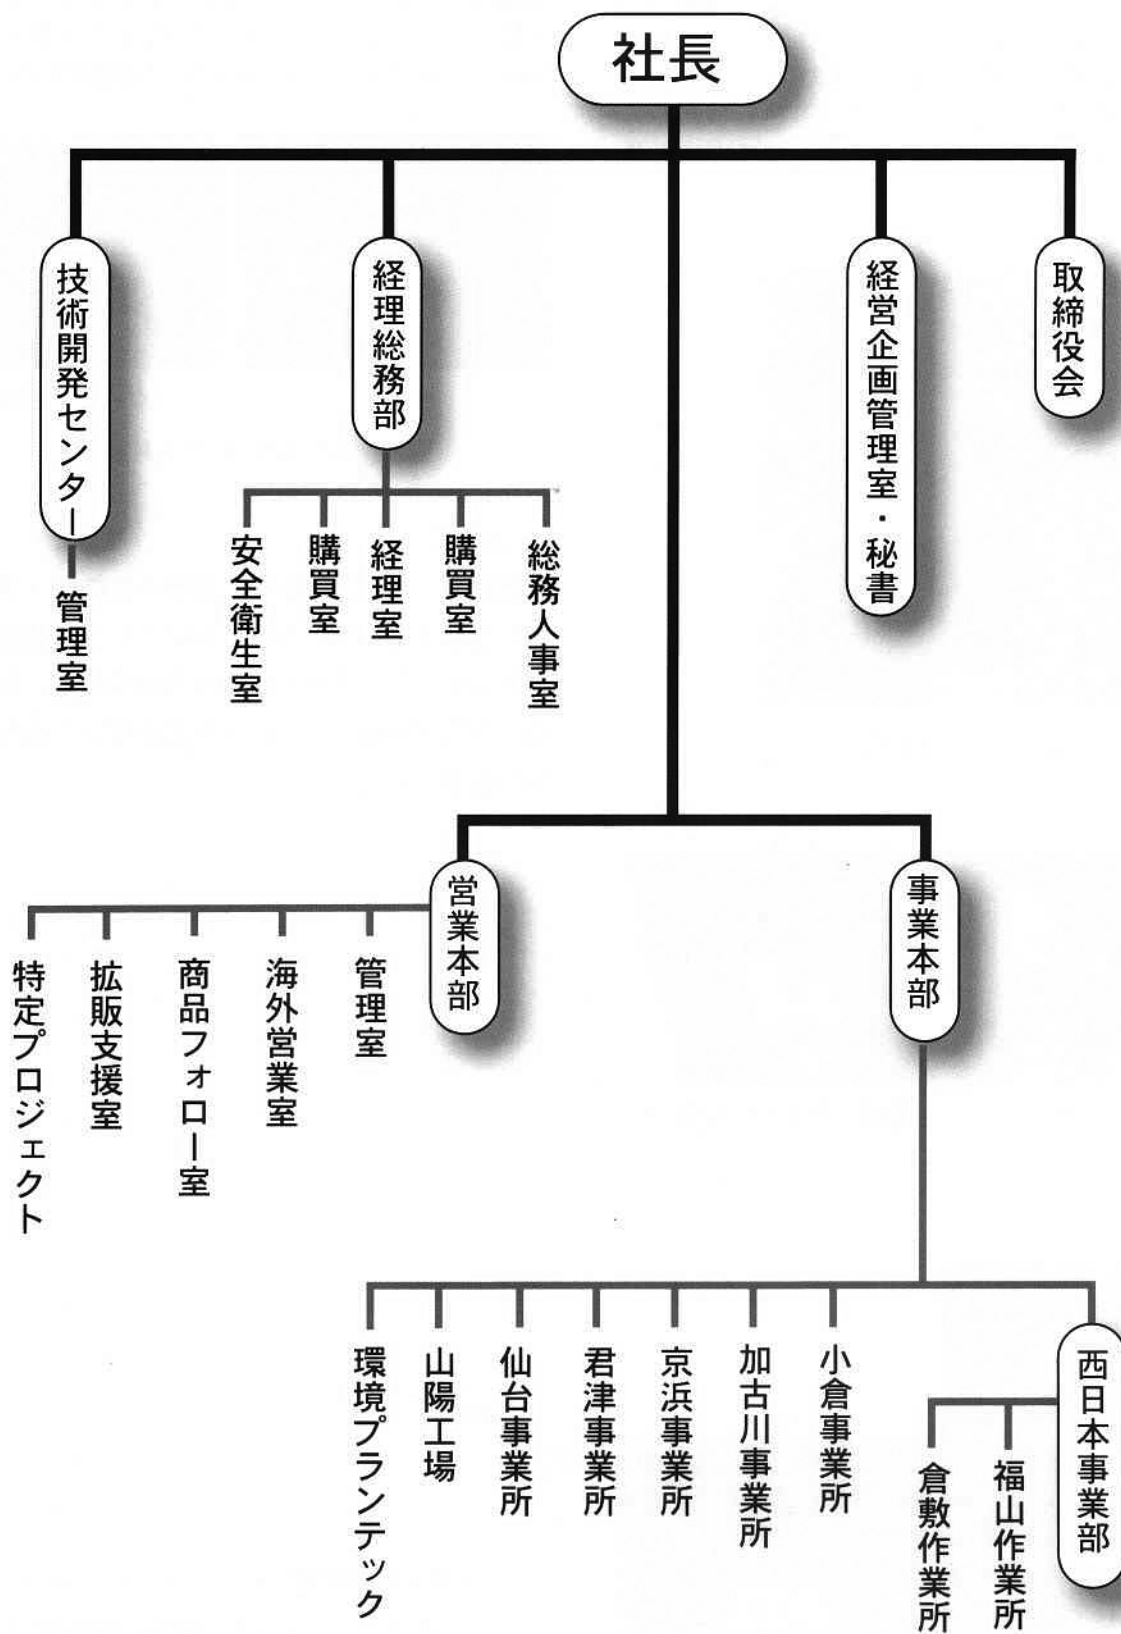 社長
取締役会
経営企画管理室・秘書
経理総務部
技術開発センター
総務人事室
購買室
経理室
購買室
安全衛生室
管理室
事業本部
営業本部
管理室
海外営業室
商品フォロー室
拡販支援室
特定プロジェクト
西日本事業部
福山作業所
倉敷作業所
小倉事業所
加古川事業所
京浜事業所
君津事業所
仙台事業所
山陽工場
環境プランテック